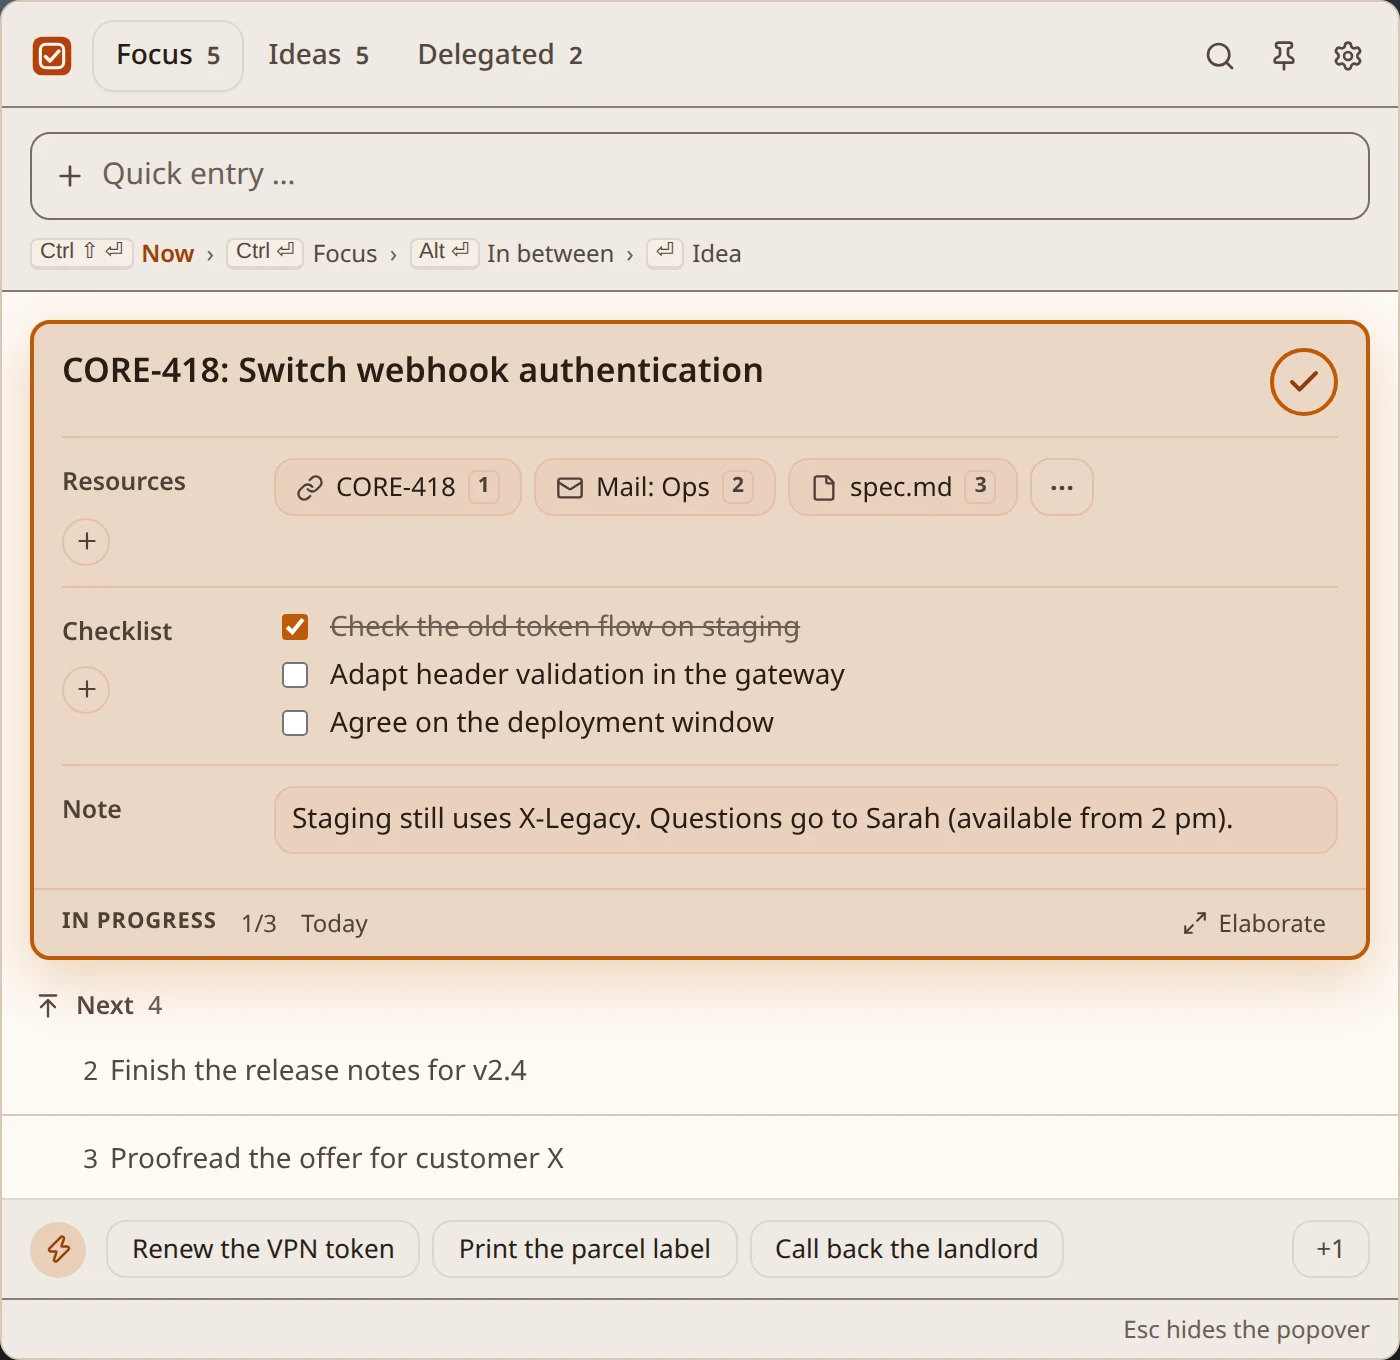 Focus 5 Ideas 5 Delegated 2
+ Quick entry ...
Ctrl ⇧ ⏎ Now › Ctrl ⏎ Focus › Alt ⏎ In between › ⏎ Idea
CORE-418: Switch webhook authentication
Resources CORE-418 1 Mail: Ops 2 spec.md 3 ···
+
Checklist
Check the old token flow on staging
Adapt header validation in the gateway
+
Agree on the deployment window
Note Staging still uses X-Legacy. Questions go to Sarah (available from 2 pm).
IN PROGRESS 1/3 Today Elaborate
Next 4
2 Finish the release notes for v2.4
3 Proofread the offer for customer X
Renew the VPN token Print the parcel label Call back the landlord +1
Esc hides the popover